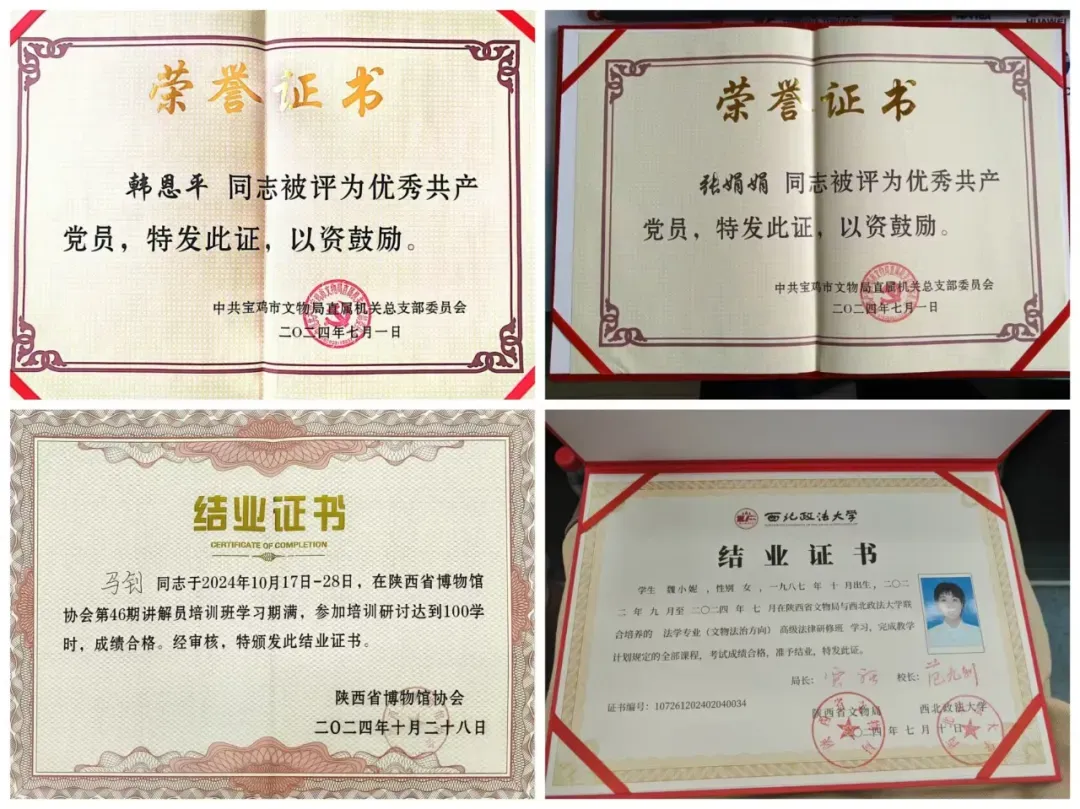 荣誉证书
韩恩平 同志被评为优秀共产
党员，特发此证，以资鼓励。
中共宝鸡市文物局直属机关总支部委员会
二〇二四年七月一日
荣誉证书
张娟娟 同志被评为优秀共产
党员，特发此证，以资鼓励。
中共宝鸡市文物局直属机关总支部委员会
二〇二四年七月一日
结业证书
CERTIFICATE OF COMPLETION
马钊 同志于2024年10月17日-28日，在陕西省博物馆
协会第46期讲解员培训班学习期满，参加培训研讨达到100学
时，成绩合格。经审核，特颁发此结业证书。
陕西省博物馆协会
二〇二四年十月二十八日
西北政法大学
结业证书
学生 魏小妮 ，性别 女 ，一九八七 年 十 月出生，二〇二
二 年 九 月至 二〇二四 年 七 月在陕西省文物局与西北政法大学联
合培养的 法学专业（文物法治方向） 高级法律研修班 学习，完成教学
计划规定的全部课程，考试成绩合格，准予结业，特发此证。
局长： 校长：范九利
证书编号：107261202402040034
陕西省文物局 西北政法大学
二〇二四 年 七 月 十 日